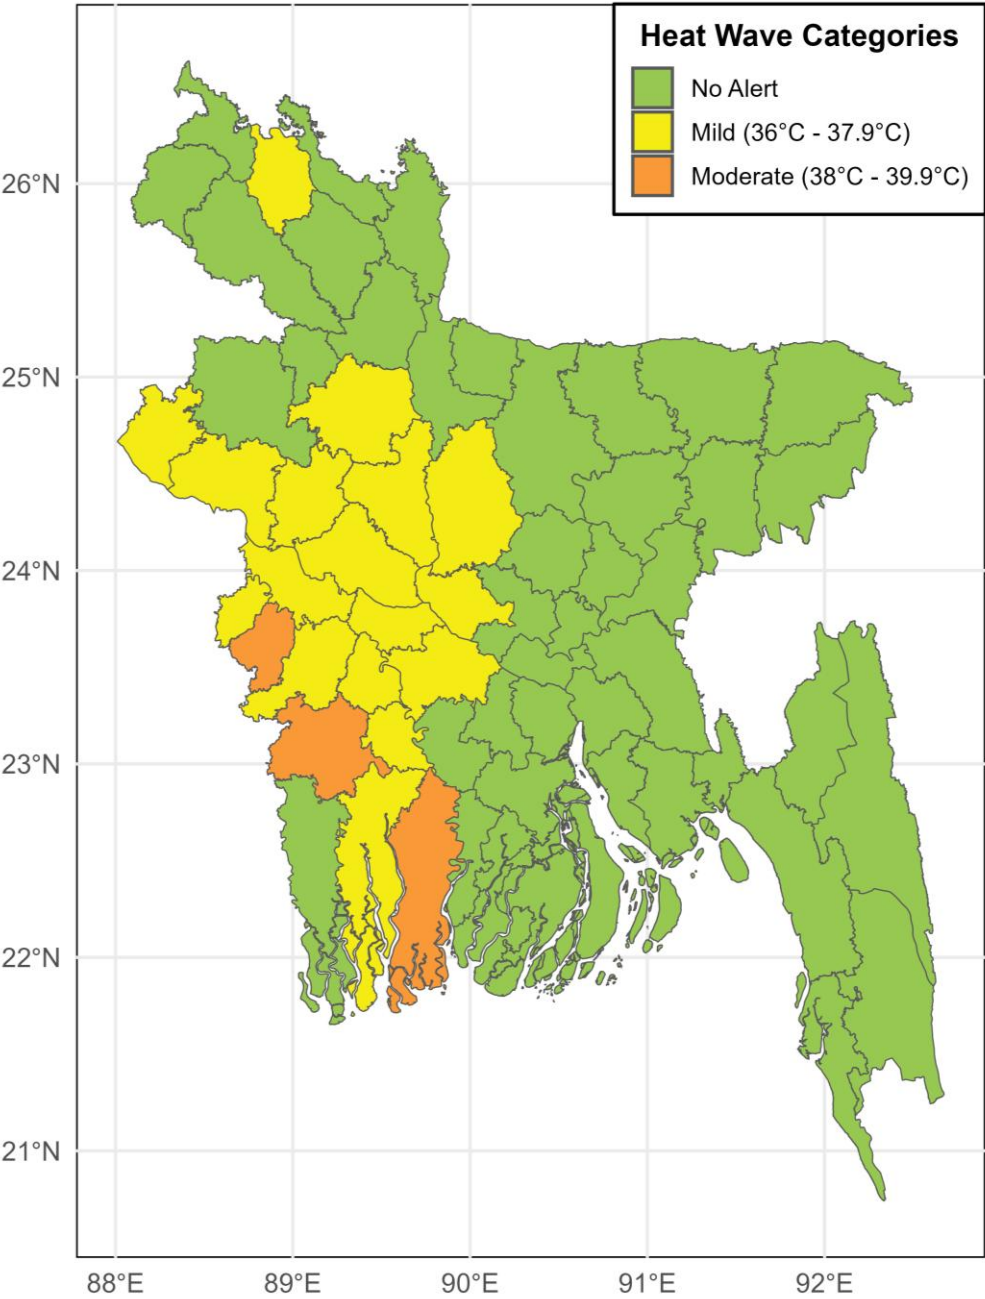 Heat Wave Categories
No Alert
Mild (36°C - 37.9°C)
Moderate (38°C - 39.9°C)
26°N
25°N
24°N
23°N
22°N
21°N
88°E 89°E 90°E 91°E 92°E